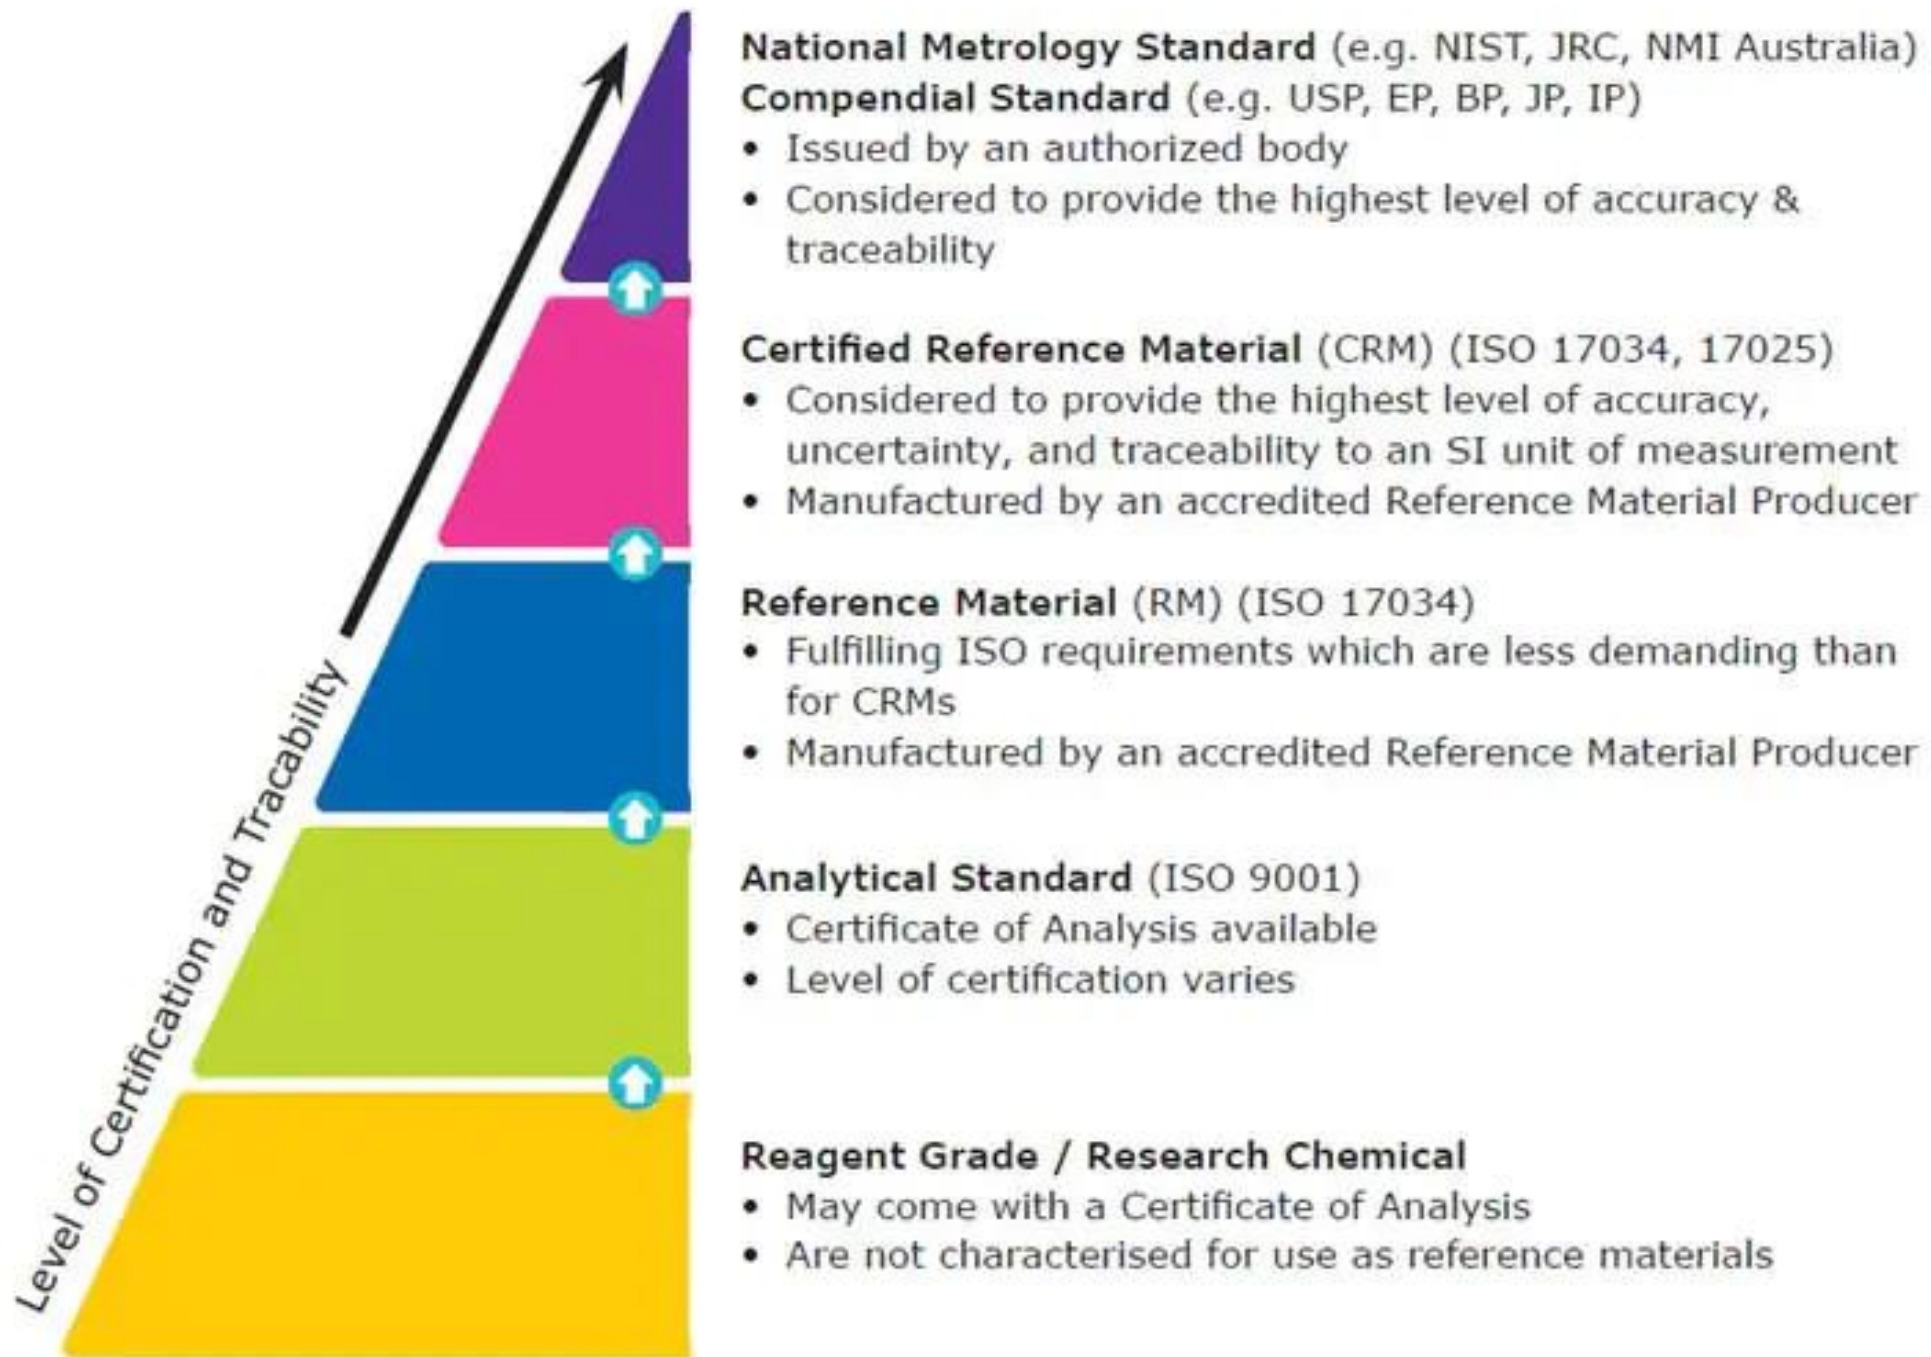 National Metrology Standard (e.g. NIST, JRC, NMI Australia)
Compendial Standard (e.g. USP, EP, BP, JP, IP)
• Issued by an authorized body
• Considered to provide the highest level of accuracy &
traceability
Certified Reference Material (CRM) (ISO 17034, 17025)
• Considered to provide the highest level of accuracy,
uncertainty, and traceability to an SI unit of measurement
• Manufactured by an accredited Reference Material Producer
Reference Material (RM) (ISO 17034)
• Fulfilling ISO requirements which are less demanding than
for CRMs
• Manufactured by an accredited Reference Material Producer
Analytical Standard (ISO 9001)
• Certificate of Analysis available
• Level of certification varies
Reagent Grade / Research Chemical
• May come with a Certificate of Analysis
• Are not characterised for use as reference materials
Level of Certification and Tracability